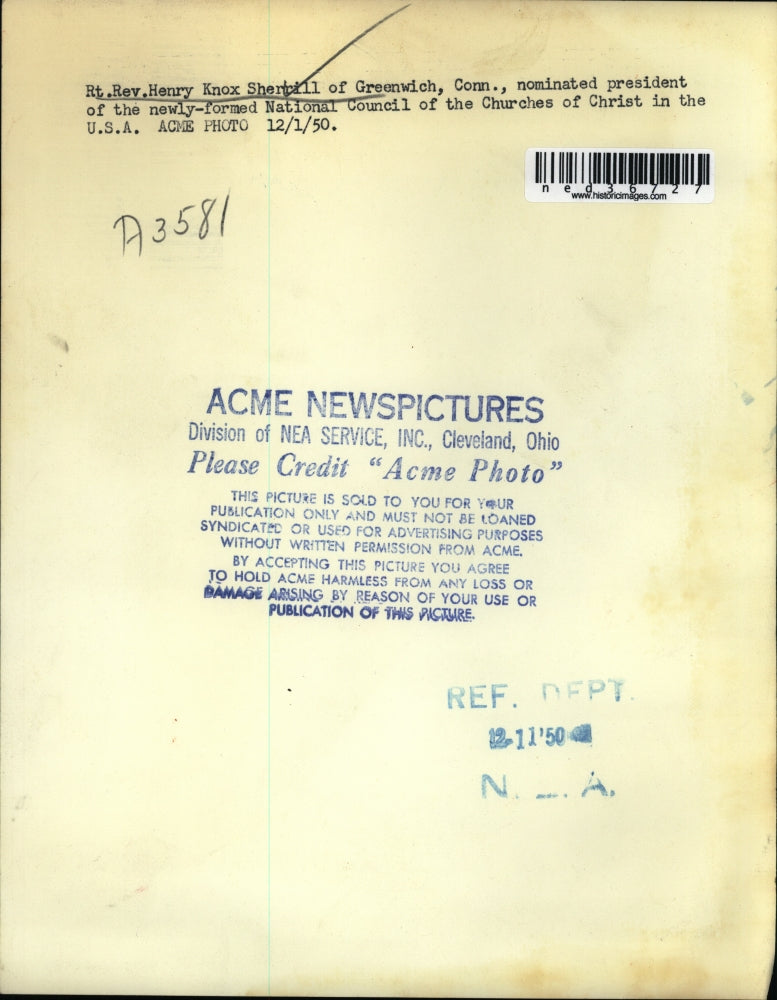 Rt.Rev.Henry Knox Sherrill of Greenwich, Conn., nominated president
of the newly-formed National Council of the Churches of Christ in the
U.S.A. ACME PHOTO 12/1/50.
ned36727
www.historicimages.com
A3581
ACME NEWSPICTURES
Division of NEA SERVICE, INC., Cleveland, Ohio
Please Credit "Acme Photo"
THIS PICTURE IS SOLD TO YOU FOR YOUR
PUBLICATION ONLY AND MUST NOT BE LOANED
SYNDICATED OR USED FOR ADVERTISING PURPOSES
WITHOUT WRITTEN PERMISSION FROM ACME.
BY ACCEPTING THIS PICTURE YOU AGREE
TO HOLD ACME HARMLESS FROM ANY LOSS OR
DAMAGE ARISING BY REASON OF YOUR USE OR
PUBLICATION OF THIS PICTURE.
REF. DEPT.
12-11'50
N. E. A.